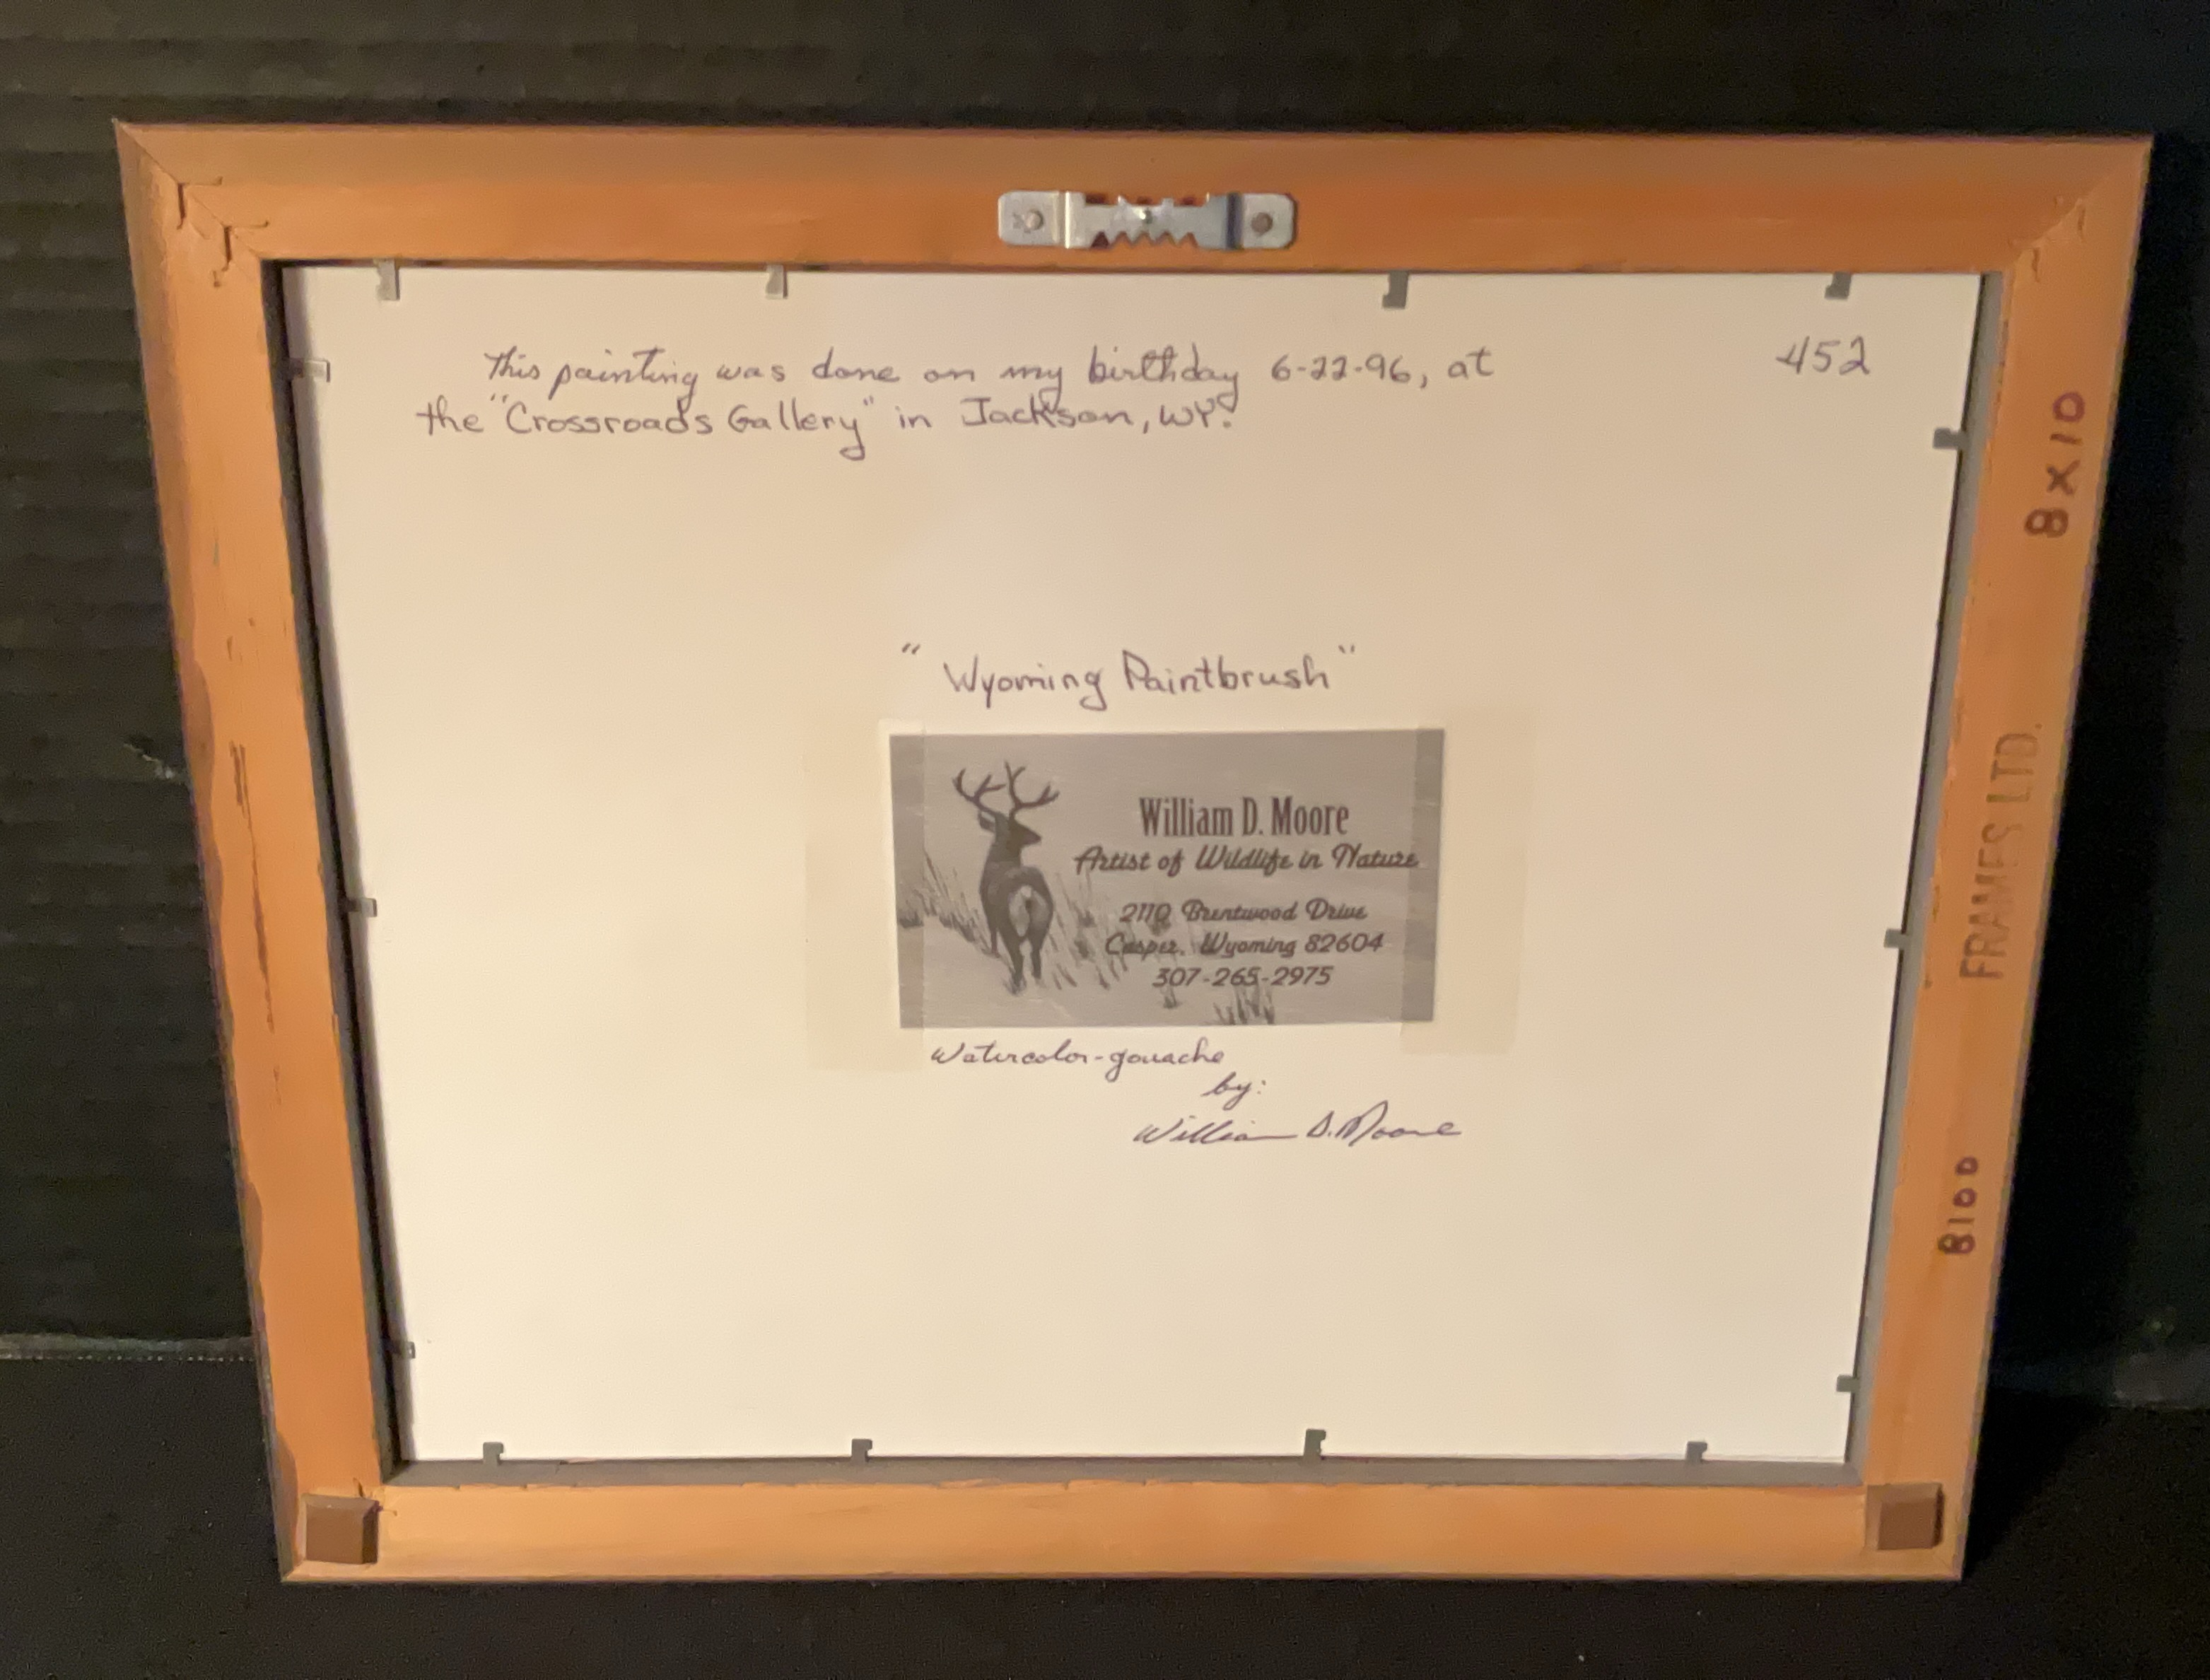 This painting was done on my birthday 6-22-96, at
the "Crossroads Gallery" in Jackson, WY.
452
8X10
"Wyoming Paintbrush"
William D. Moore
Artist of Wildlife in Nature
2110 Brentwood Drive
Casper, Wyoming 82604
307-265-2975
FRAMES LTD.
Watercolor-gouache
by:
William D. Moore
8100